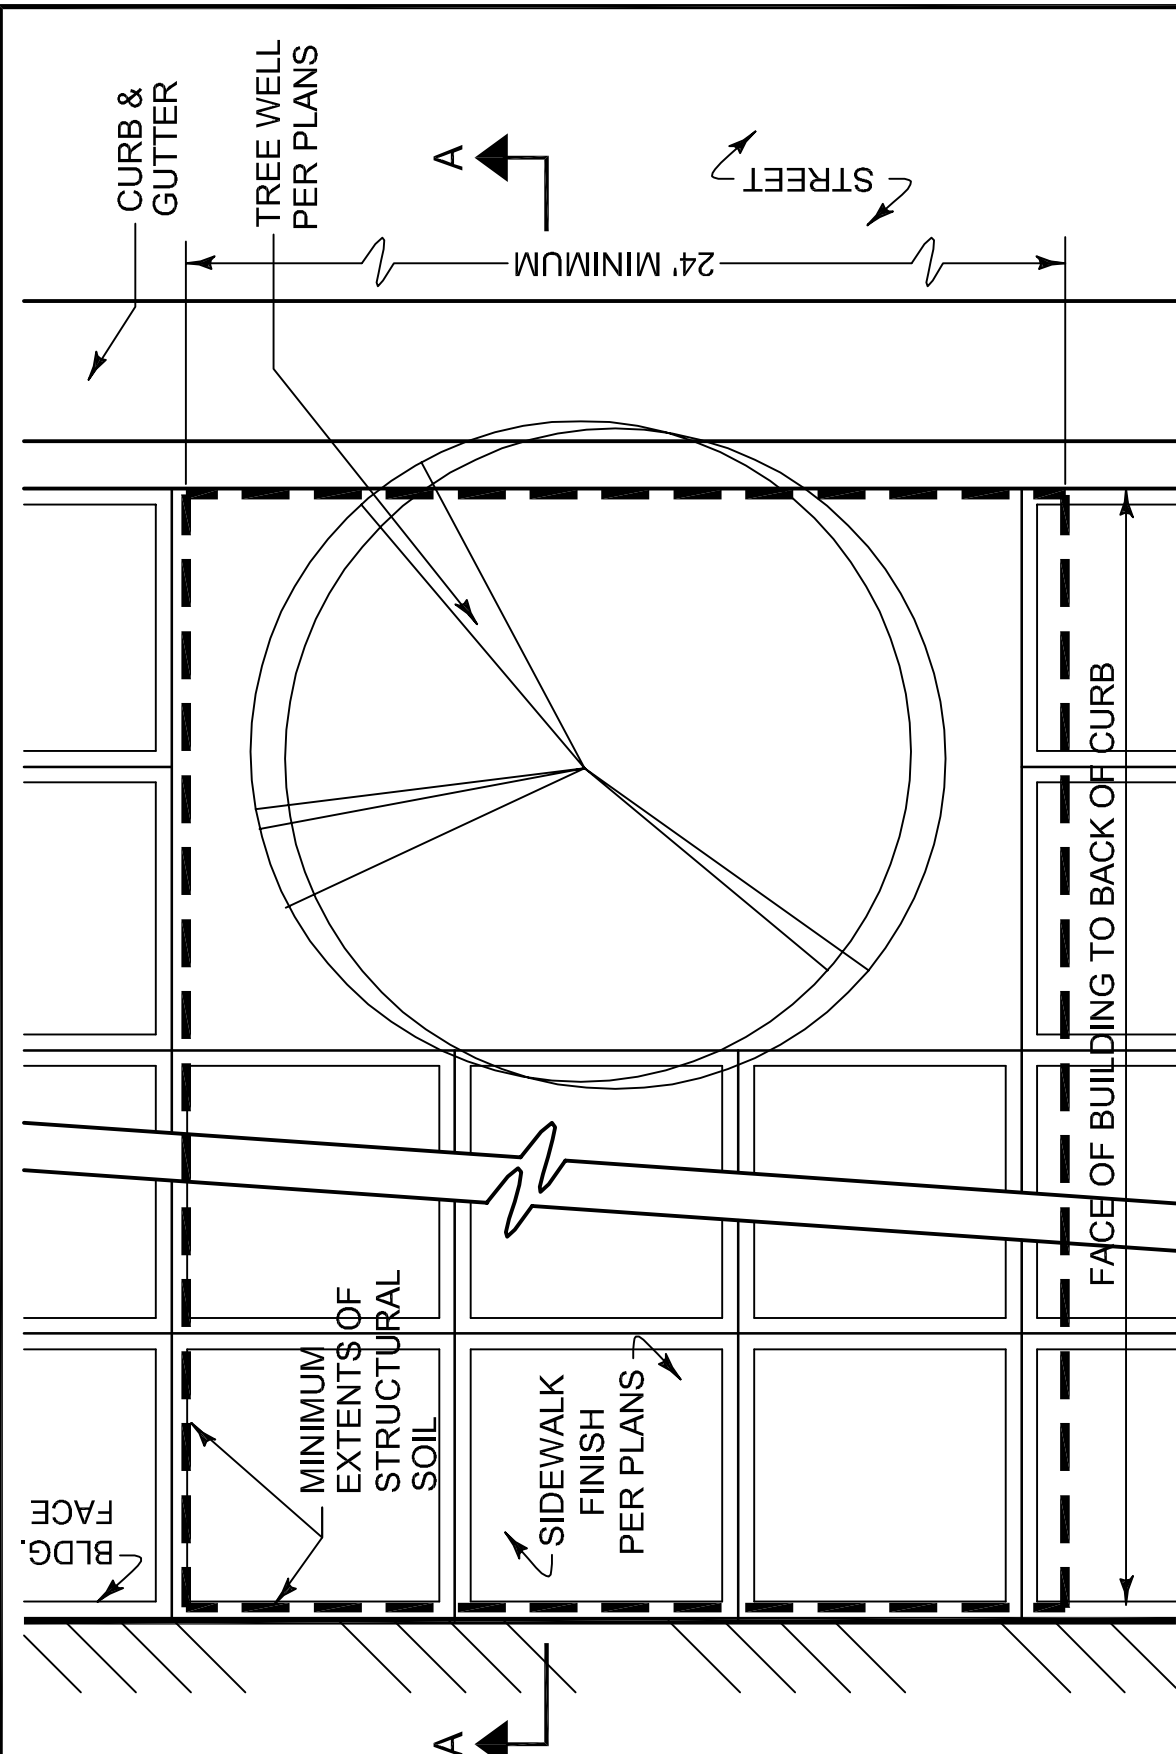 CURB &
GUTTER
TREE WELL
PER PLANS
A
STREET
24' MINIMUM
FACE OF BUILDING TO BACK OF CURB
MINIMUM
EXTENTS OF
STRUCTURAL
SOIL
SIDEWALK
FINISH
PER PLANS
BLDG.
FACE
A